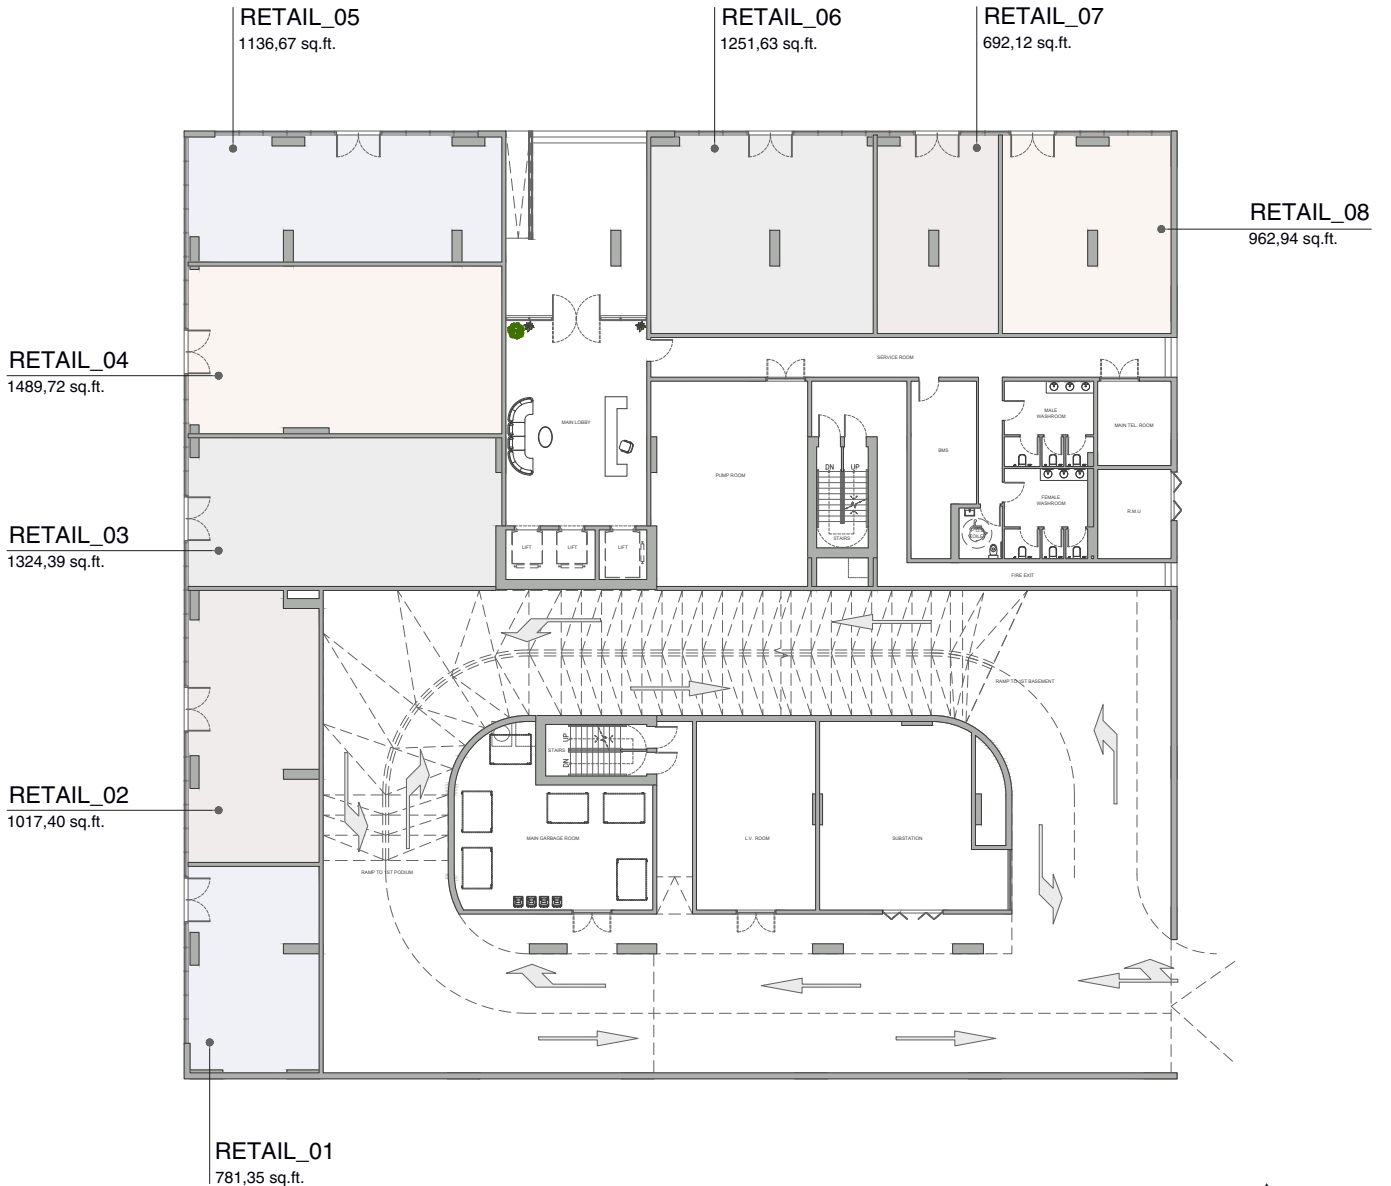 RETAIL_05
1136,67 sq.ft.
RETAIL_06
1251,63 sq.ft.
RETAIL_07
692,12 sq.ft.
RETAIL_08
962,94 sq.ft.
RETAIL_04
1489,72 sq.ft.
SERVICE ROOM
MAIN LOBBY
MALE
WASHROOM
MAIN TEL. ROOM
BMS
PUMP ROOM
DN
UP
FEMALE
WASHROOM
R.M.U
RETAIL_03
1324,39 sq.ft.
TOILET
STAIRS
LIFT
LIFT
LIFT
FIRE EXIT
RAMP TO 1ST BASEMENT
UP
STAIRS
DN
RETAIL_02
1017,40 sq.ft.
MAIN GARBAGE ROOM
L.V. ROOM
SUBSTATION
RAMP TO 1ST PODIUM
RETAIL_01
781,35 sq.ft.